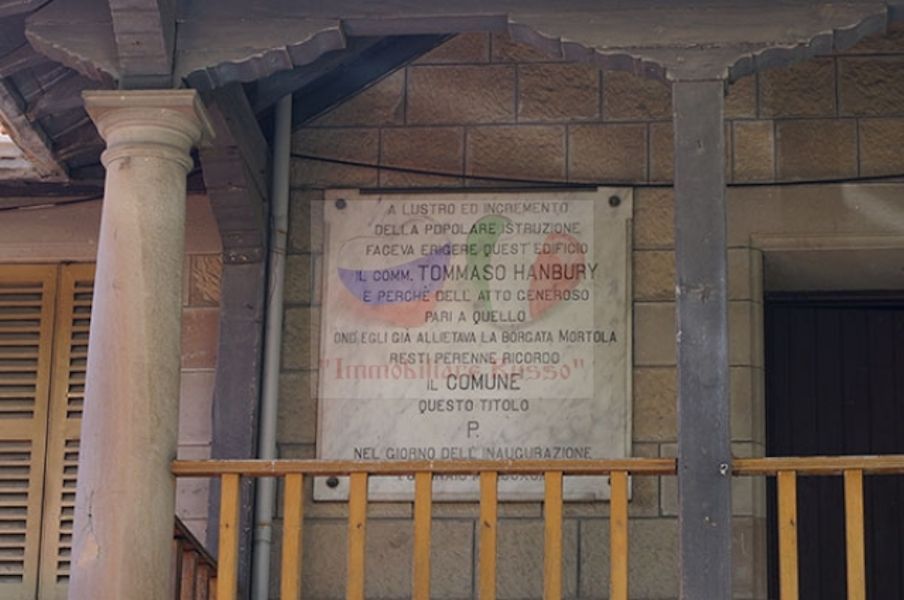 A LUSTRO ED INCREMENTO
DELLA POPOLARE ISTRUZIONE
FACEVA ERIGERE QUEST'EDIFICIO
IL COMM. TOMMASO HANBURY
E PERCHÈ DELL'ATTO GENEROSO
PARI A QUELLO
OND'EGLI GIÀ ALLIETAVA LA BORGATA MORTOLA
RESTI PERENNE RICORDO
"Immobiliare Russo"
IL COMUNE
QUESTO TITOLO
P.
NEL GIORNO DELL'INAUGURAZIONE